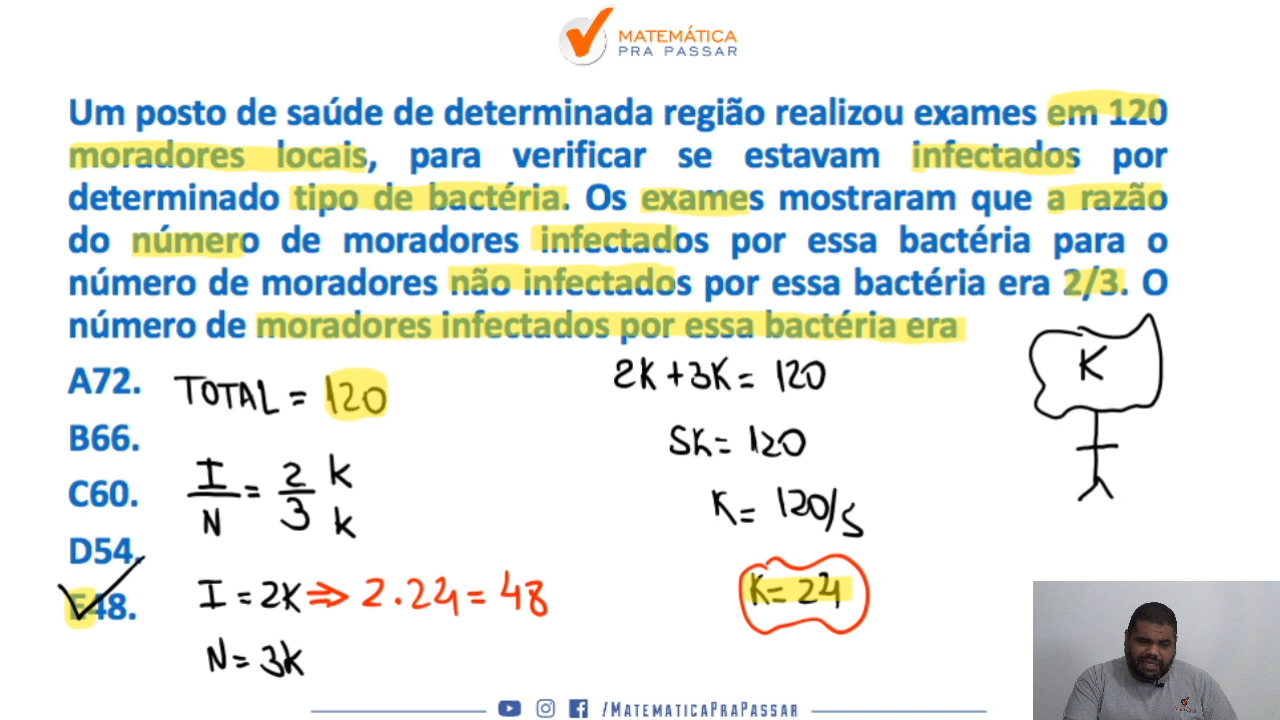 MATEMÁTICA
PRA PASSAR
Um posto de saúde de determinada região realizou exames em 120
moradores locais, para verificar se estavam infectados por
determinado tipo de bactéria. Os exames mostraram que a razão
do número de moradores infectados por essa bactéria para o
número de moradores não infectados por essa bactéria era 2/3. O
número de moradores infectados por essa bactéria era
A72.
B66.
C60.
D54.
E48.
TOTAL = 120
I/N = 2/3 k/k
I = 2K ⇒ 2.24 = 48
N = 3K
2K + 3K = 120
5K = 120
K = 120/5
K = 24
K
/MATEMATICAPRAPASSAR